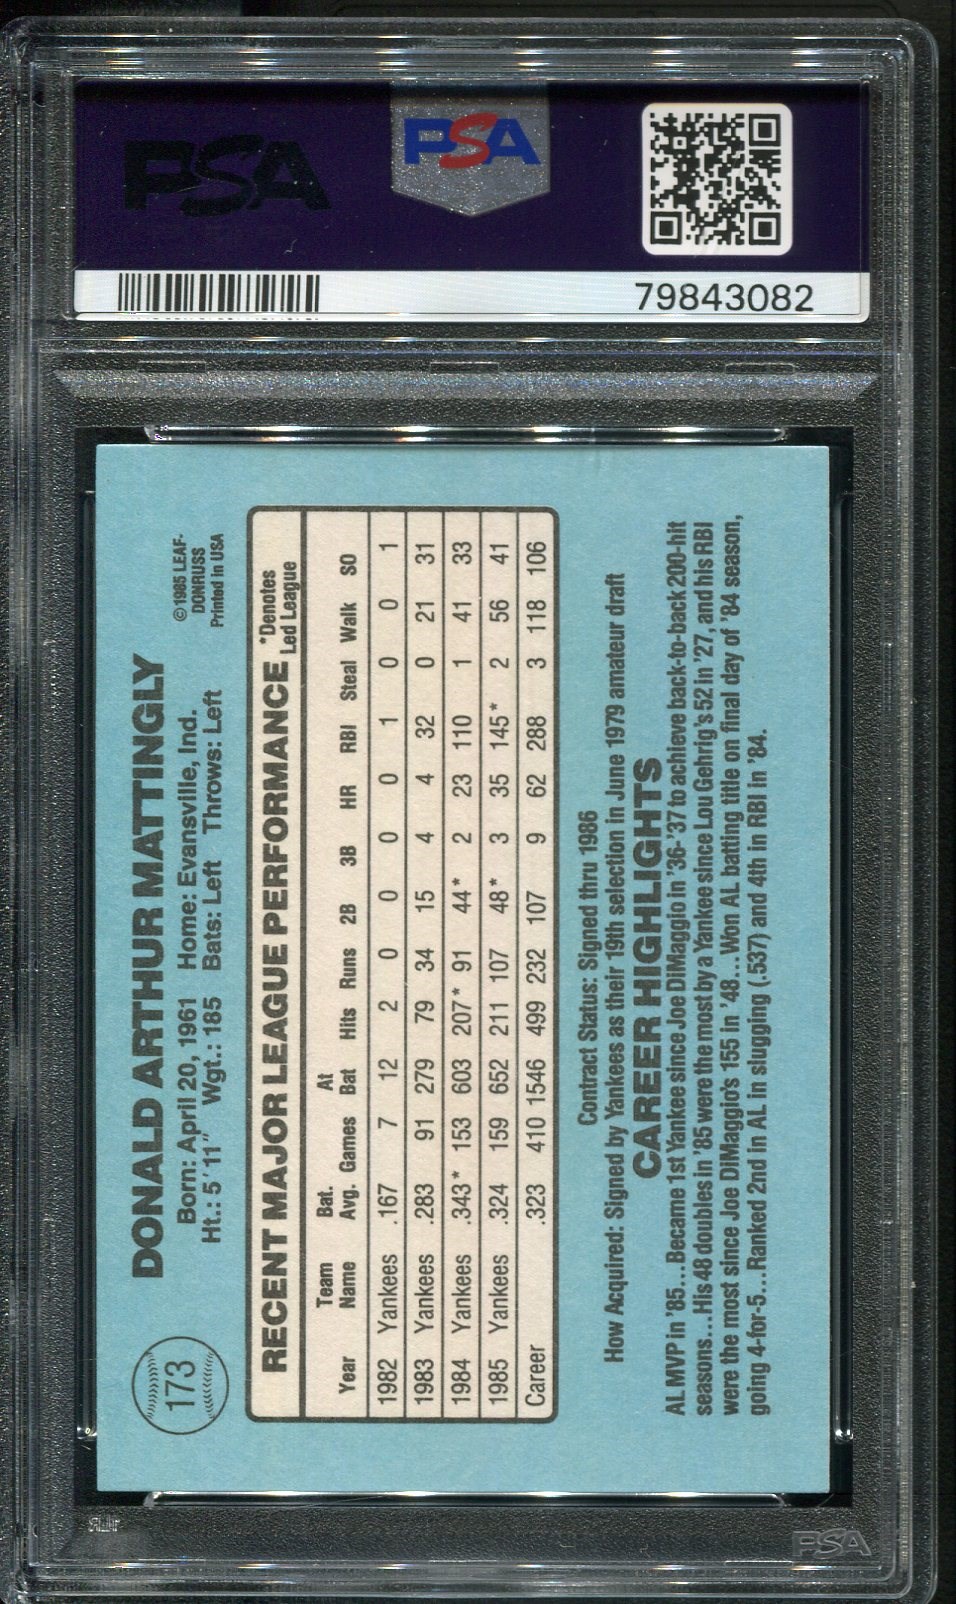 PSA
PSA
79843082
173
DONALD ARTHUR MATTINGLY
Born: April 20, 1961 Home: Evansville, Ind.
Ht.: 5' 11" Wgt.: 185 Bats: Left Throws: Left
©1985 LEAF-
DONRUSS
Printed in USA
RECENT MAJOR LEAGUE PERFORMANCE
*Denotes
Led League
Year Team Name Bat. Avg. Games At Bat Hits Runs 2B 3B HR RBI Steal Walk SO
1982 Yankees .167 7 12 2 0 0 0 0 1 0 0 1
1983 Yankees .283 91 279 79 34 15 4 4 32 0 21 31
1984 Yankees .343* 153 603 207* 91 44* 2 23 110 1 41 33
1985 Yankees .324 159 652 211 107 48* 3 35 145* 2 56 41
Career .323 410 1546 499 232 107 9 62 288 3 118 106
Contract Status: Signed thru 1986
How Acquired: Signed by Yankees as their 19th selection in June 1979 amateur draft
CAREER HIGHLIGHTS
AL MVP in '85...Became 1st Yankee since Joe DiMaggio in '36-'37 to achieve back-to-back 200-hit
seasons...His 48 doubles in '85 were the most by a Yankee since Lou Gehrig's 52 in '27, and his RBI
were the most since Joe DiMaggio's 155 in '48...Won AL batting title on final day of '84 season,
going 4-for-5...Ranked 2nd in AL in slugging (.537) and 4th in RBI in '84.
PSA